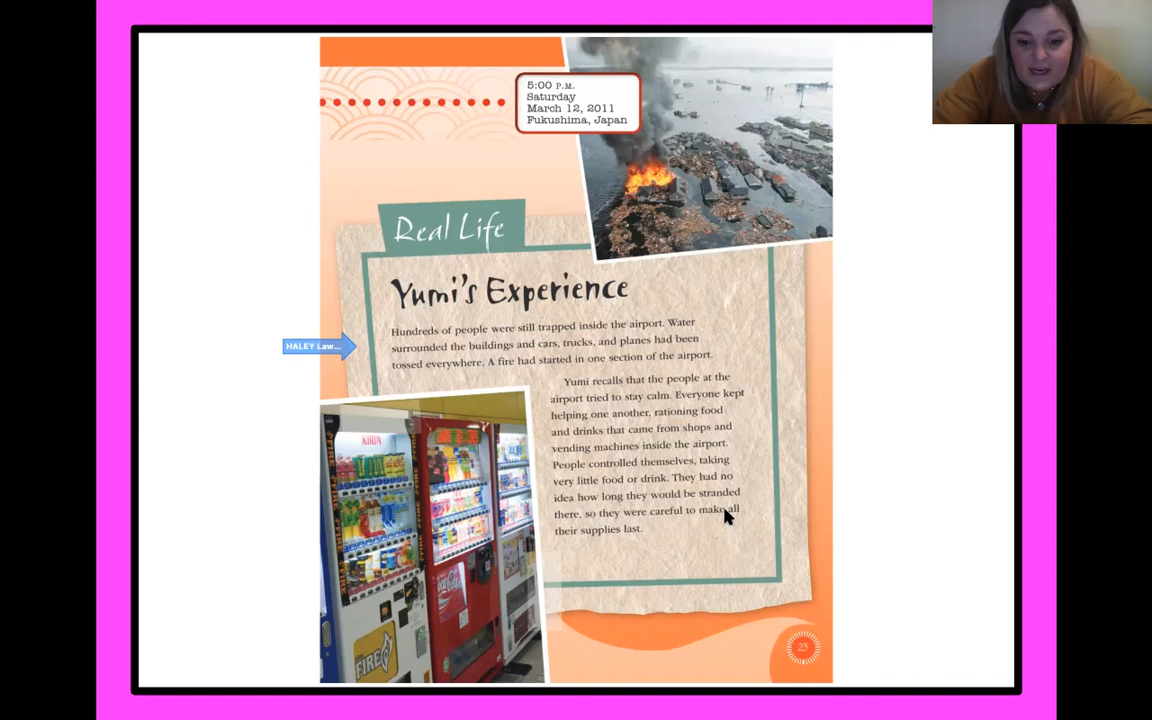 5:00 P.M.
Saturday
March 12, 2011
Fukushima, Japan
Real Life
Yumi's Experience
Hundreds of people were still trapped inside the airport. Water
surrounded the buildings and cars, trucks, and planes had been
tossed everywhere. A fire had started in one section of the airport.
Yumi recalls that the people at the
airport tried to stay calm. Everyone kept
helping one another, rationing food
and drinks that came from shops and
vending machines inside the airport.
People controlled themselves, taking
very little food or drink. They had no
idea how long they would be stranded
there, so they were careful to make all
their supplies last.
HALEY Law...
KIRIN
Coca-Cola
FIRE
23